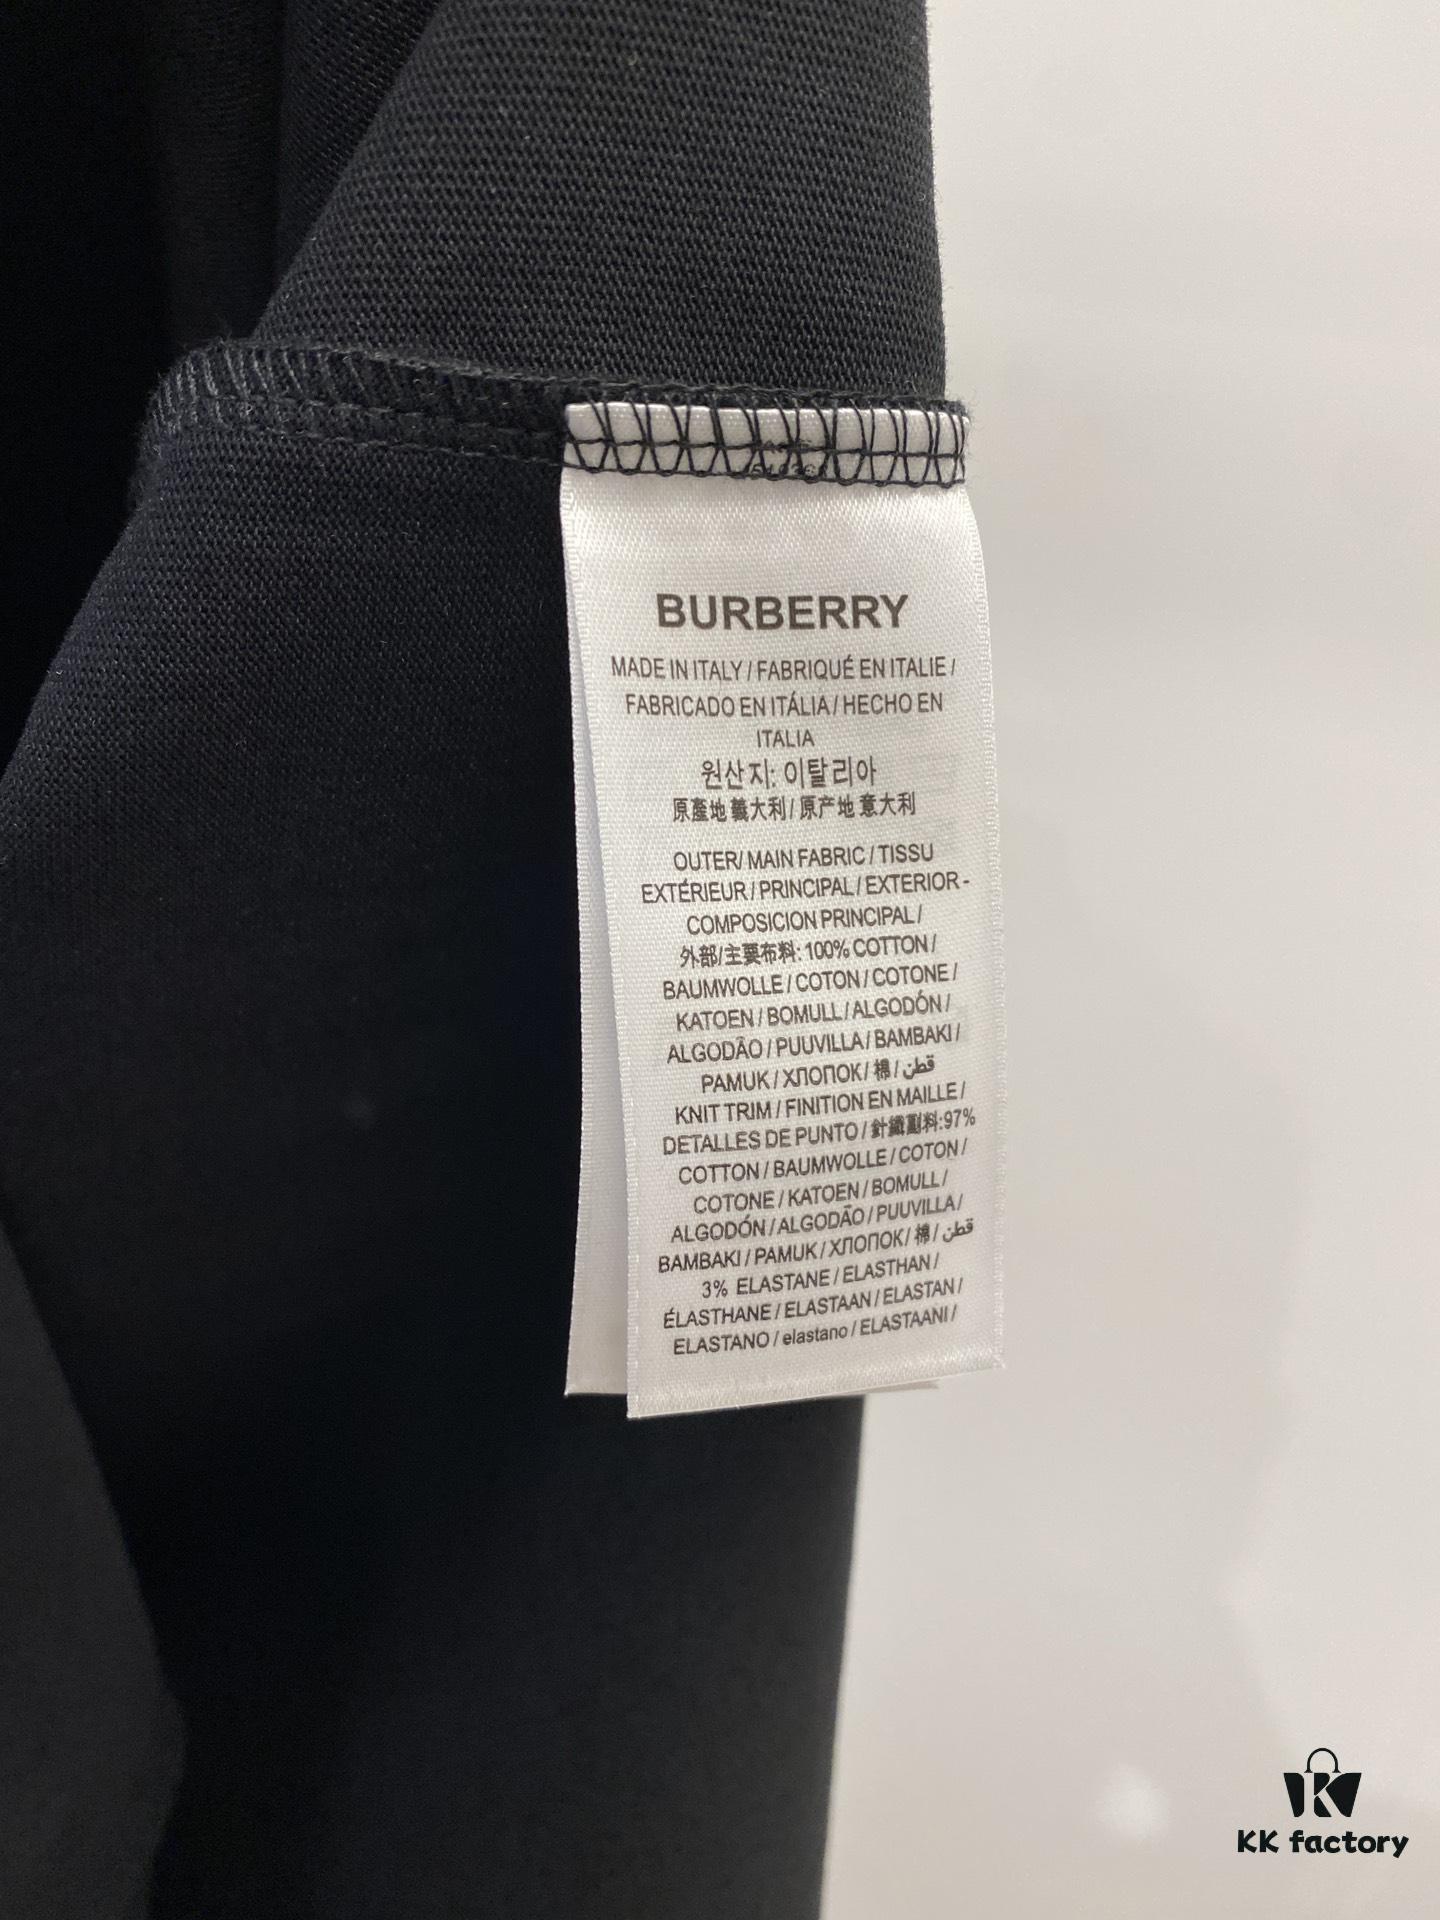 BURBERRY
MADE IN ITALY / FABRIQUÉ EN ITALIE /
FABRICADO EN ITÁLIA / HECHO EN
ITALIA
원산지: 이탈리아
原產地 義大利 / 原产地 意大利
OUTER/ MAIN FABRIC / TISSU
EXTÉRIEUR / PRINCIPAL / EXTERIOR -
COMPOSICION PRINCIPAL /
外部/主要布料: 100% COTTON /
BAUMWOLLE / COTON / COTONE /
KATOEN / BOMULL / ALGODÓN /
ALGODÃO / PUUVILLA / BAMBAKI /
PAMUK / ХЛОПОК / 棉 / قطن
KNIT TRIM / FINITION EN MAILLE /
DETALLES DE PUNTO / 針織副料:97%
COTTON / BAUMWOLLE / COTON /
COTONE / KATOEN / BOMULL /
ALGODÓN / ALGODÃO / PUUVILLA /
BAMBAKI / PAMUK / ХЛОПОК / 棉 / قطن
3% ELASTANE / ELASTHAN /
ÉLASTHANE / ELASTAAN / ELASTAN /
ELASTANO / elastano / ELASTAANI /
KK factory